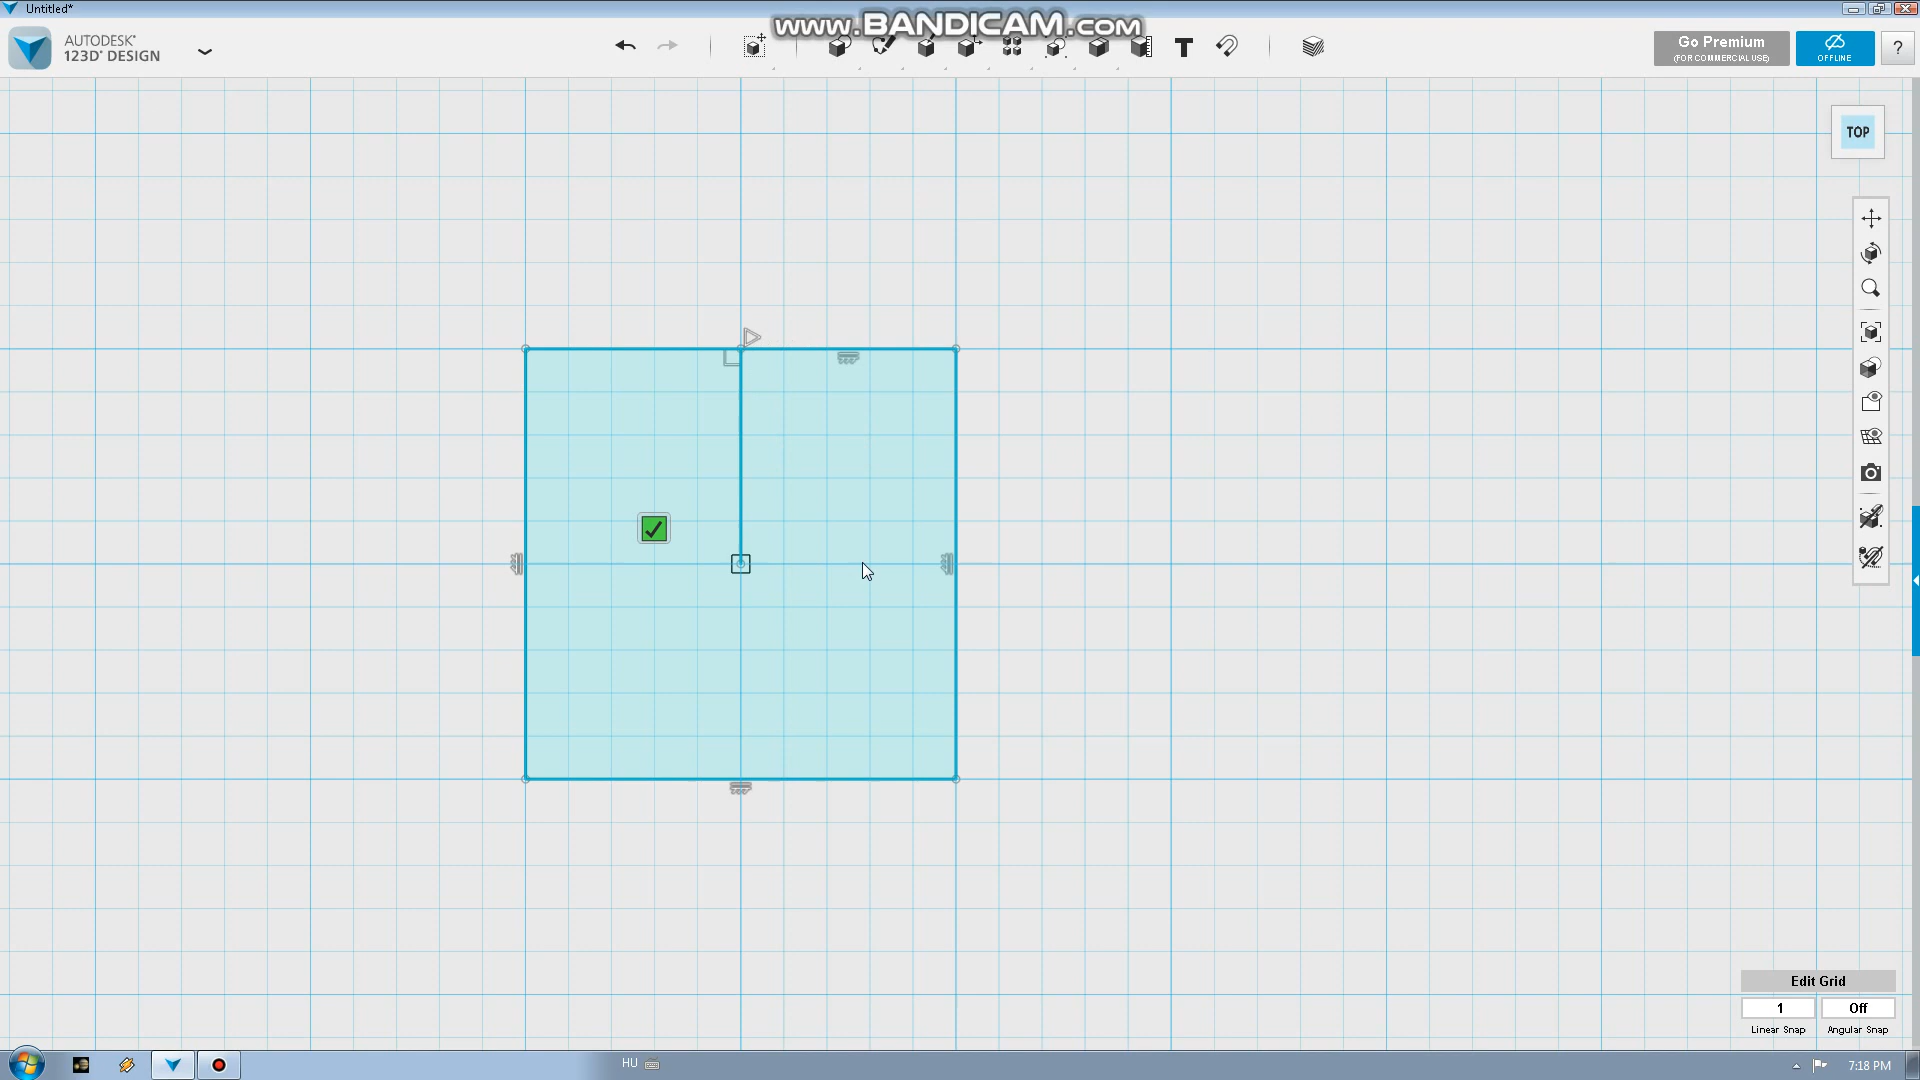 Untitled*
www.BANDICAM.com
AUTODESK®
123D® DESIGN
T
Go Premium
(FOR COMMERCIAL USE)
OFFLINE
?
TOP
Edit Grid
1
Off
Linear Snap
Angular Snap
HU
7:18 PM